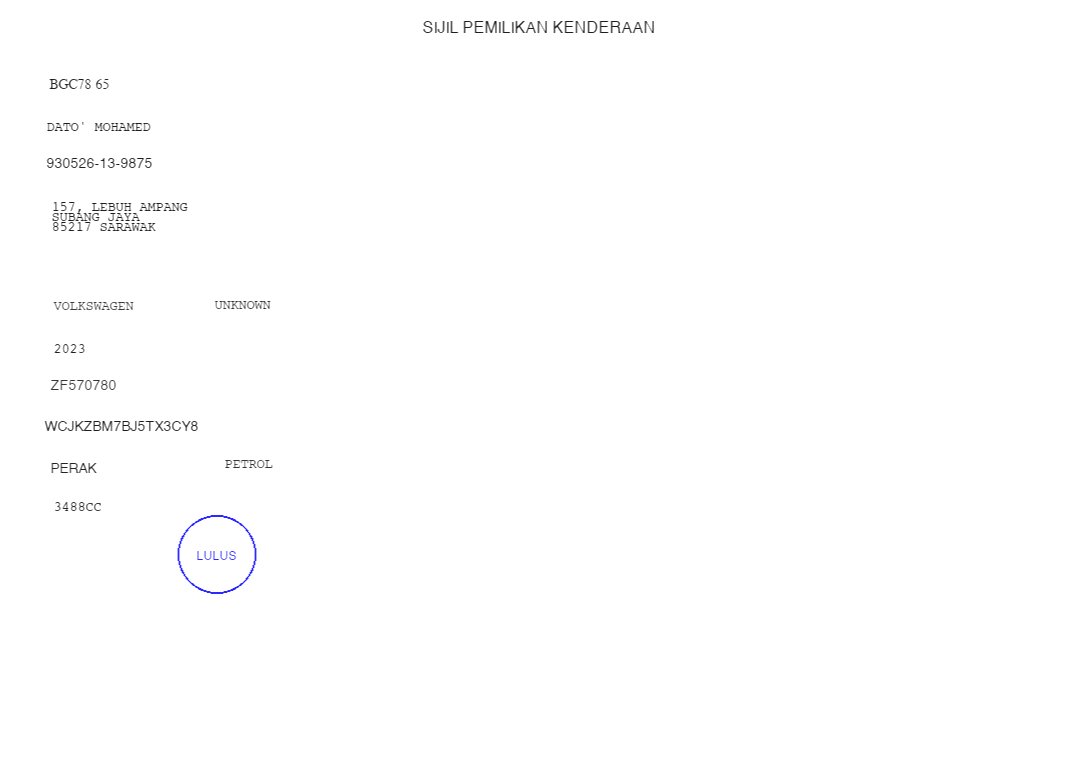 SIJIL PEMILIKAN KENDERAAN
BGC78 65
DATO' MOHAMED
930526-13-9875
157, LEBUH AMPANG
SUBANG JAYA
85217 SARAWAK
VOLKSWAGEN UNKNOWN
2023
ZF570780
WCJKZBM7BJ5TX3CY8
PERAK PETROL
3488CC
LULUS